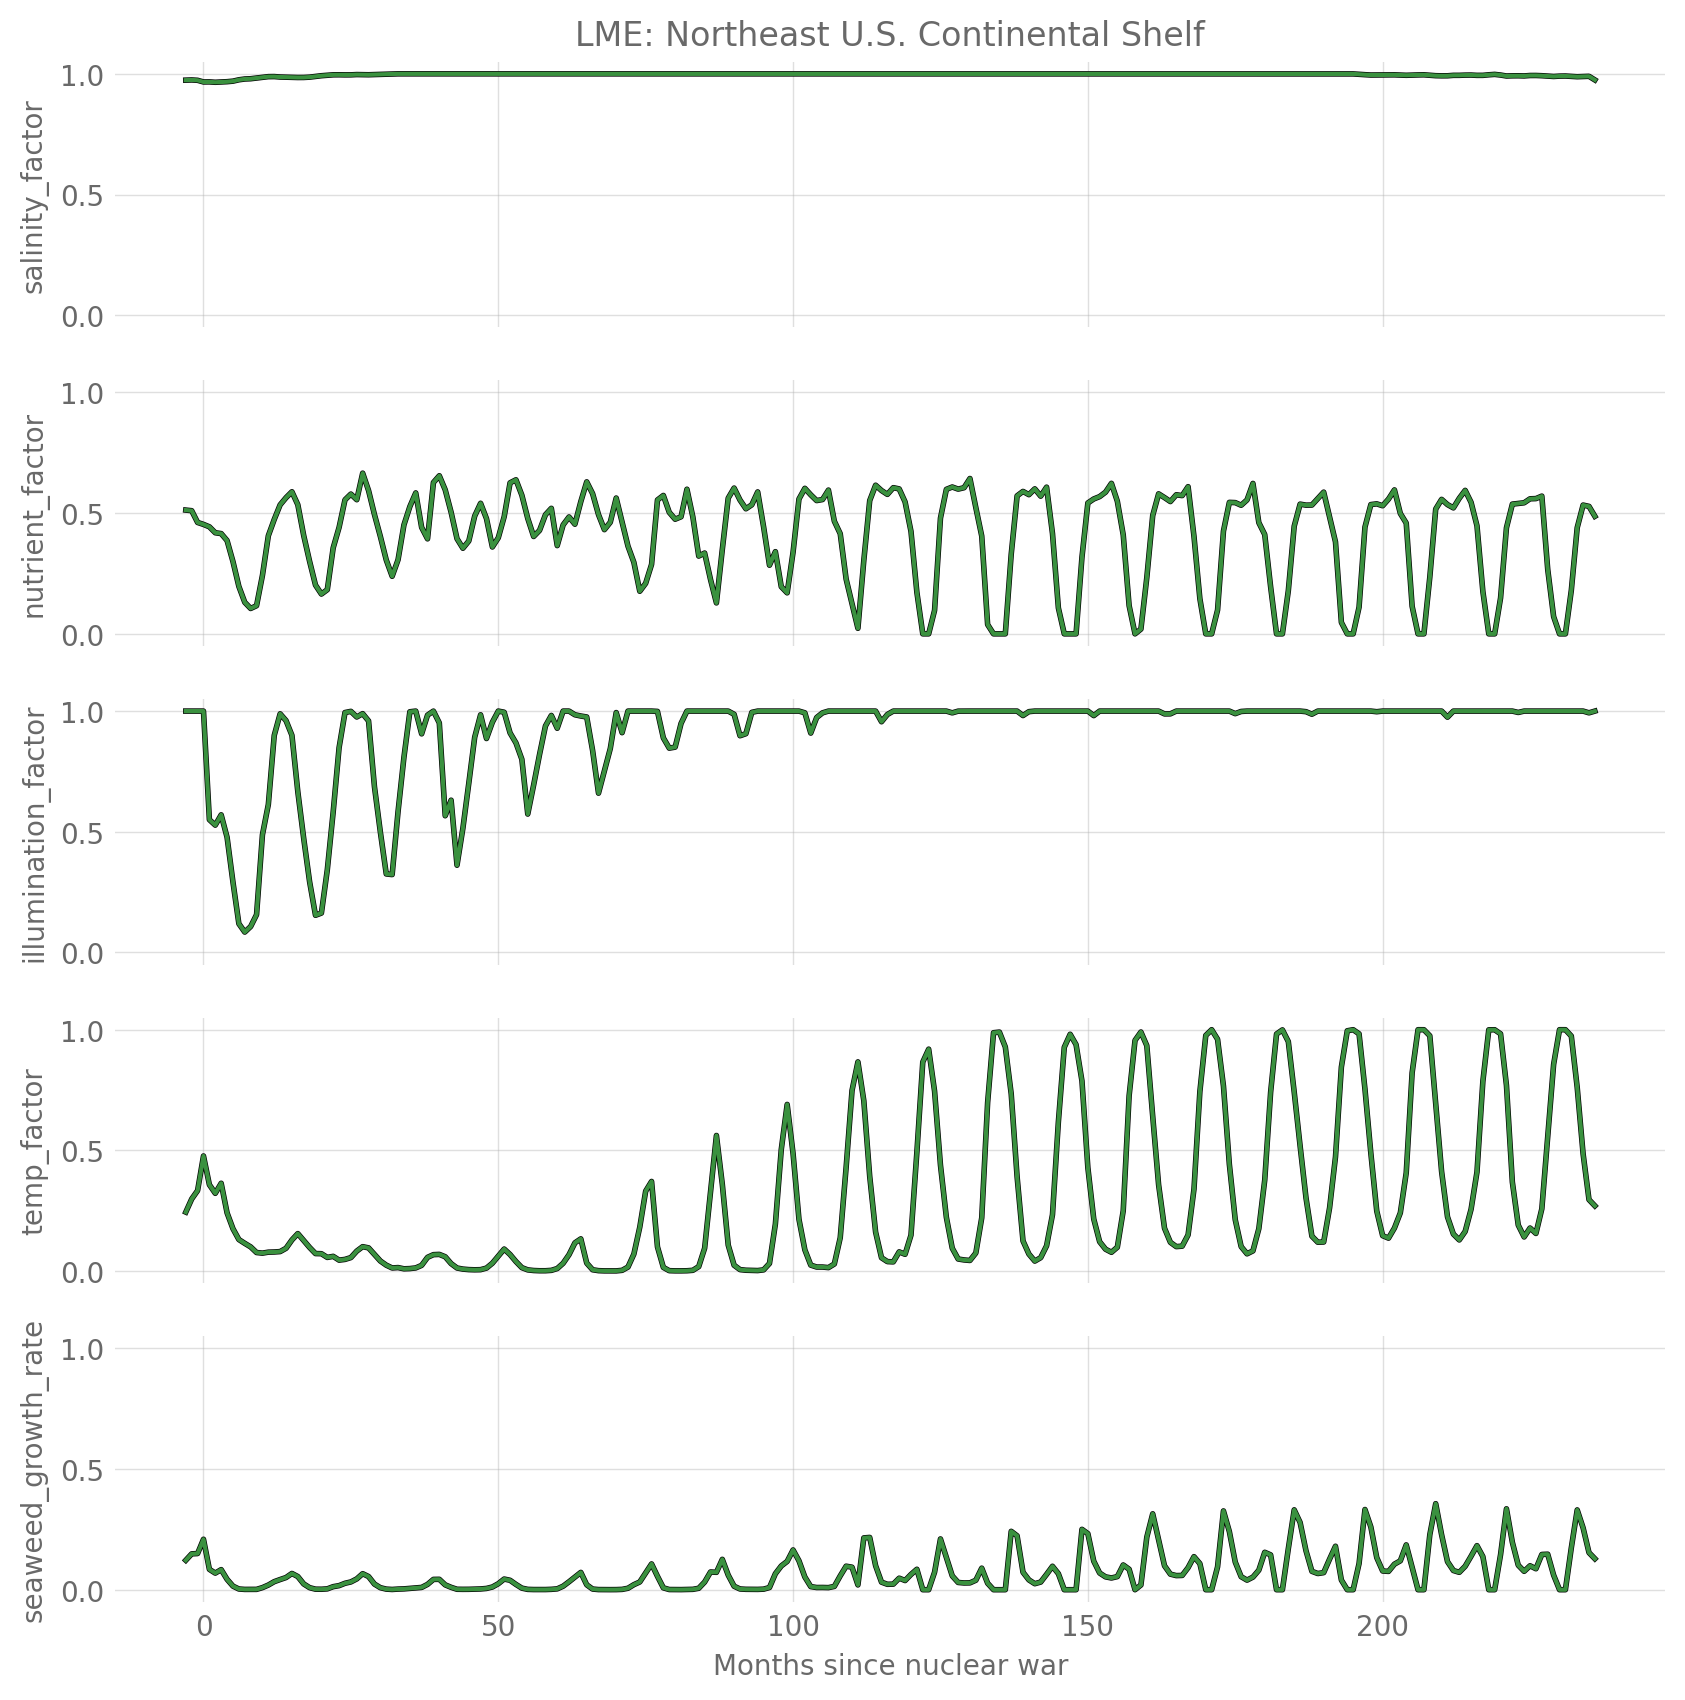 LME: Northeast U.S. Continental Shelf
1.0
0.5
0.0
salinity_factor
1.0
0.5
0.0
nutrient_factor
1.0
0.5
0.0
illumination_factor
1.0
0.5
0.0
temp_factor
1.0
0.5
0.0
seaweed_growth_rate
0 50 100 150 200
Months since nuclear war